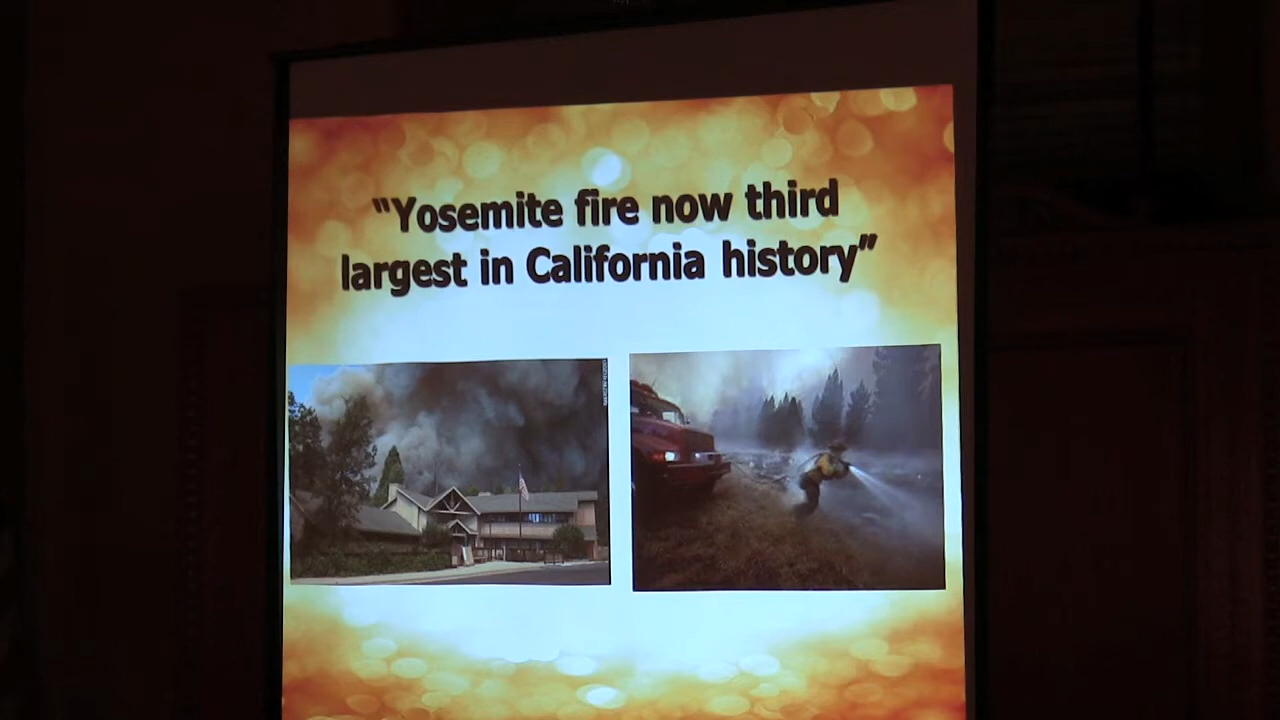 “Yosemite fire now third
largest in California history”